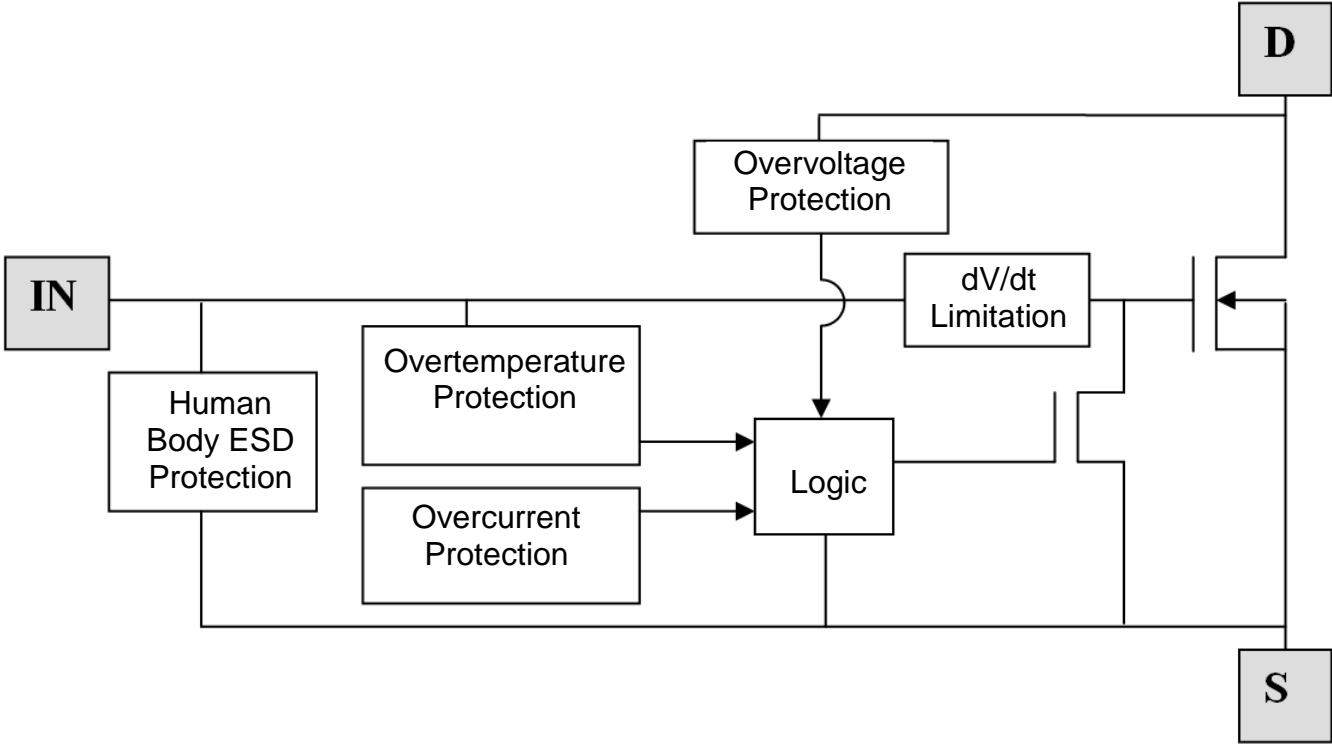 D
Overvoltage
Protection
IN
dV/dt
Limitation
Overtemperature
Protection
Human
Body ESD
Protection
Logic
Overcurrent
Protection
S